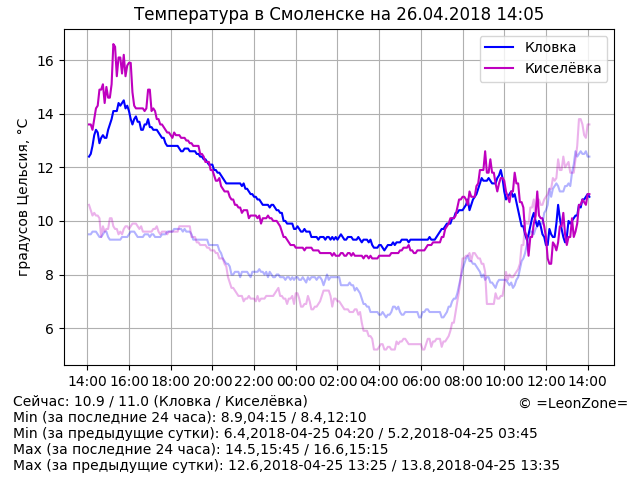 Температура в Смоленске на 26.04.2018 14:05
Кловка
Киселёвка
градусов Цельсия, °C
16
14
12
10
8
6
14:00 16:00 18:00 20:00 22:00 00:00 02:00 04:00 06:00 08:00 10:00 12:00 14:00
Сейчас: 10.9 / 11.0 (Кловка / Киселёвка)
© =LeonZone=
Min (за последние 24 часа): 8.9,04:15 / 8.4,12:10
Min (за предыдущие сутки): 6.4,2018-04-25 04:20 / 5.2,2018-04-25 03:45
Max (за последние 24 часа): 14.5,15:45 / 16.6,15:15
Max (за предыдущие сутки): 12.6,2018-04-25 13:25 / 13.8,2018-04-25 13:35